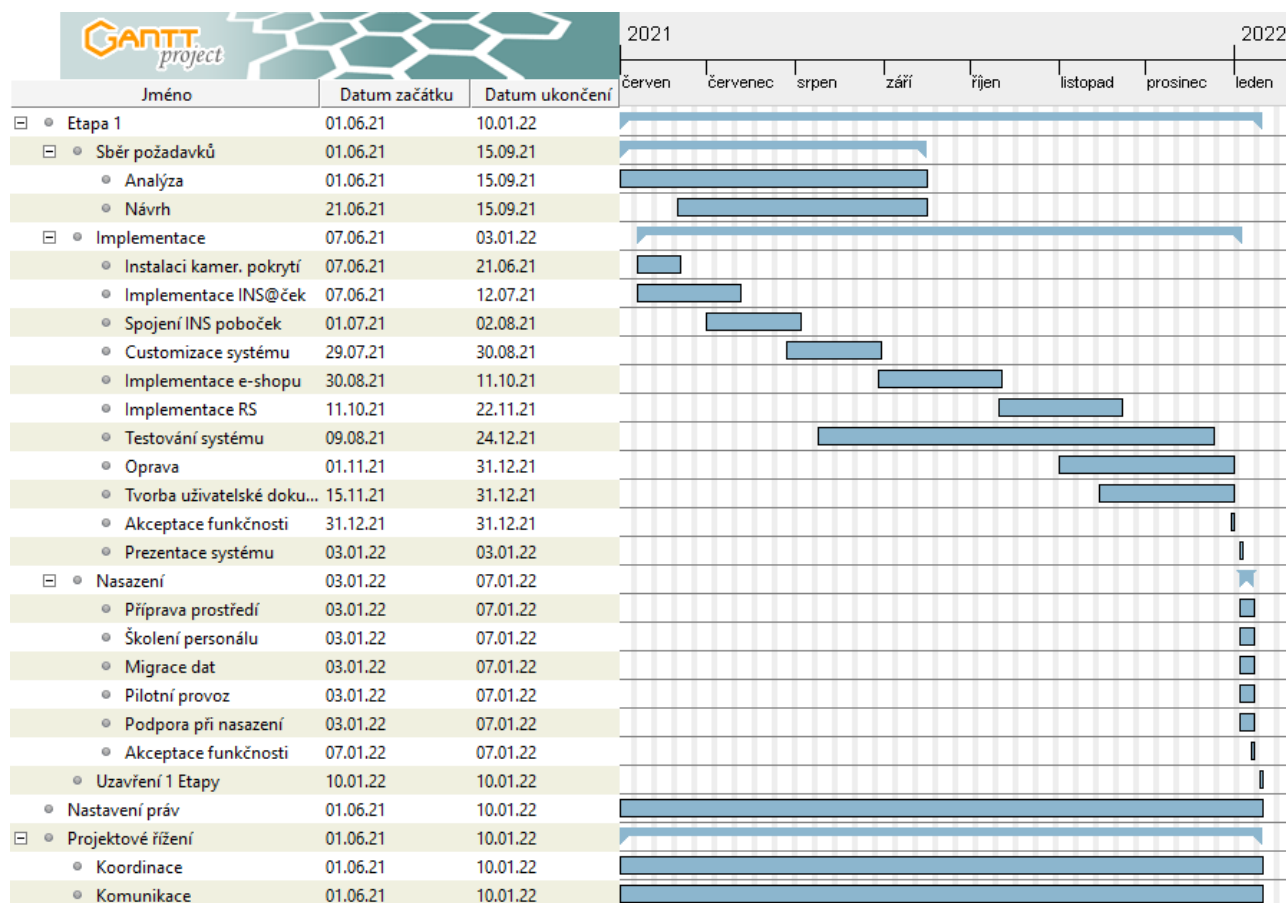 GANTT
project
2021 2022
červen červenec srpen září říjen listopad prosinec leden
Jméno Datum začátku Datum ukončení
Etapa 1 01.06.21 10.01.22
Sběr požadavků 01.06.21 15.09.21
Analýza 01.06.21 15.09.21
Návrh 21.06.21 15.09.21
Implementace 07.06.21 03.01.22
Instalaci kamer. pokrytí 07.06.21 21.06.21
Implementace INS@ček 07.06.21 12.07.21
Spojení INS poboček 01.07.21 02.08.21
Customizace systému 29.07.21 30.08.21
Implementace e-shopu 30.08.21 11.10.21
Implementace RS 11.10.21 22.11.21
Testování systému 09.08.21 24.12.21
Oprava 01.11.21 31.12.21
Tvorba uživatelské doku... 15.11.21 31.12.21
Akceptace funkčnosti 31.12.21 31.12.21
Prezentace systému 03.01.22 03.01.22
Nasazení 03.01.22 07.01.22
Příprava prostředí 03.01.22 07.01.22
Školení personálu 03.01.22 07.01.22
Migrace dat 03.01.22 07.01.22
Pilotní provoz 03.01.22 07.01.22
Podpora při nasazení 03.01.22 07.01.22
Akceptace funkčnosti 07.01.22 07.01.22
Uzavření 1 Etapy 10.01.22 10.01.22
Nastavení práv 01.06.21 10.01.22
Projektové řížení 01.06.21 10.01.22
Koordinace 01.06.21 10.01.22
Komunikace 01.06.21 10.01.22